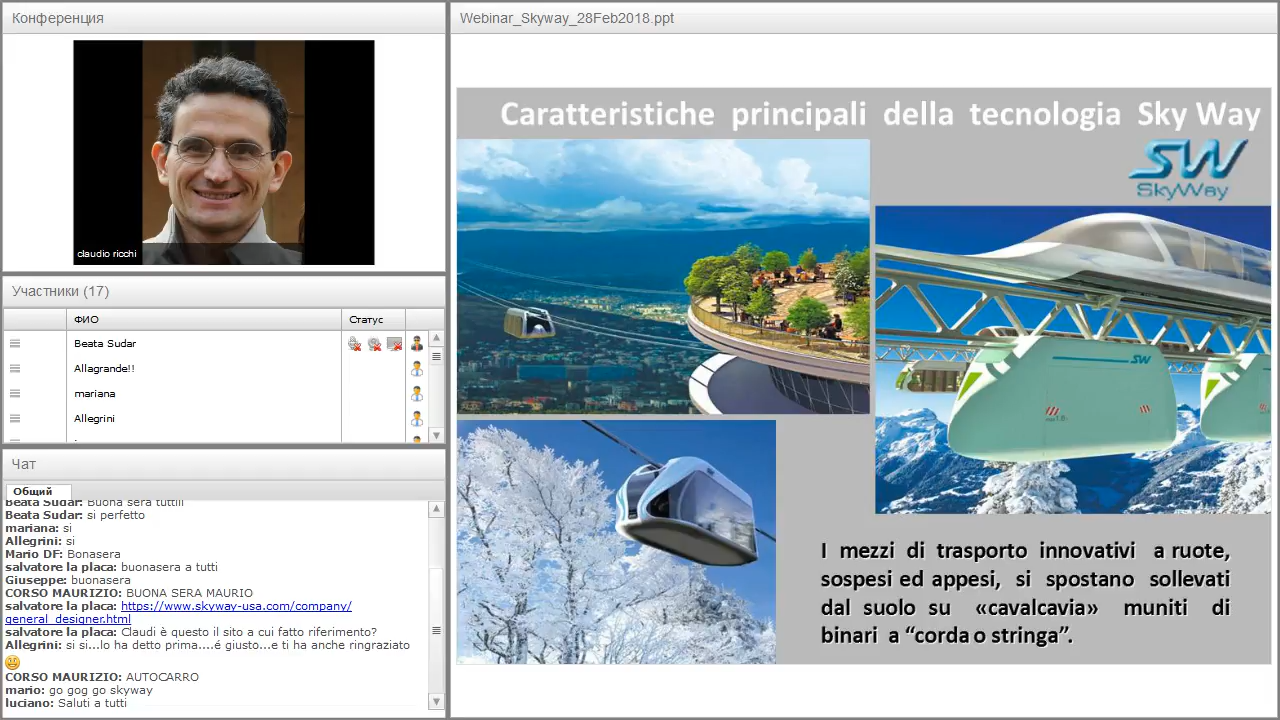 Конференция
claudio ricchi
Участники (17)
ФИО
Статус
Beata Sudar
Allagrande!!
mariana
Allegrini
Чат
Общий
Beata Sudar: Buona sera tuttiii
Beata Sudar: si perfetto
mariana: si
Allegrini: si
Mario DF: Bonasera
salvatore la placa: buonasera a tutti
Giuseppe: buonasera
CORSO MAURIZIO: BUONA SERA MAURIO
salvatore la placa: https://www.skyway-usa.com/company/
general_designer.html
salvatore la placa: Claudi è questo il sito a cui fatto riferimento?
Allegrini: si si...lo ha detto prima....é giusto...e ti ha anche ringraziato
CORSO MAURIZIO: AUTOCARRO
mario: go gog go skyway
luciano: Saluti a tutti
Webinar_Skyway_28Feb2018.ppt
Caratteristiche principali della tecnologia Sky Way
SW
SkyWay
SW
I mezzi di trasporto innovativi a ruote,
sospesi ed appesi, si spostano sollevati
dal suolo su «cavalcavia» muniti di
binari a “corda o stringa”.